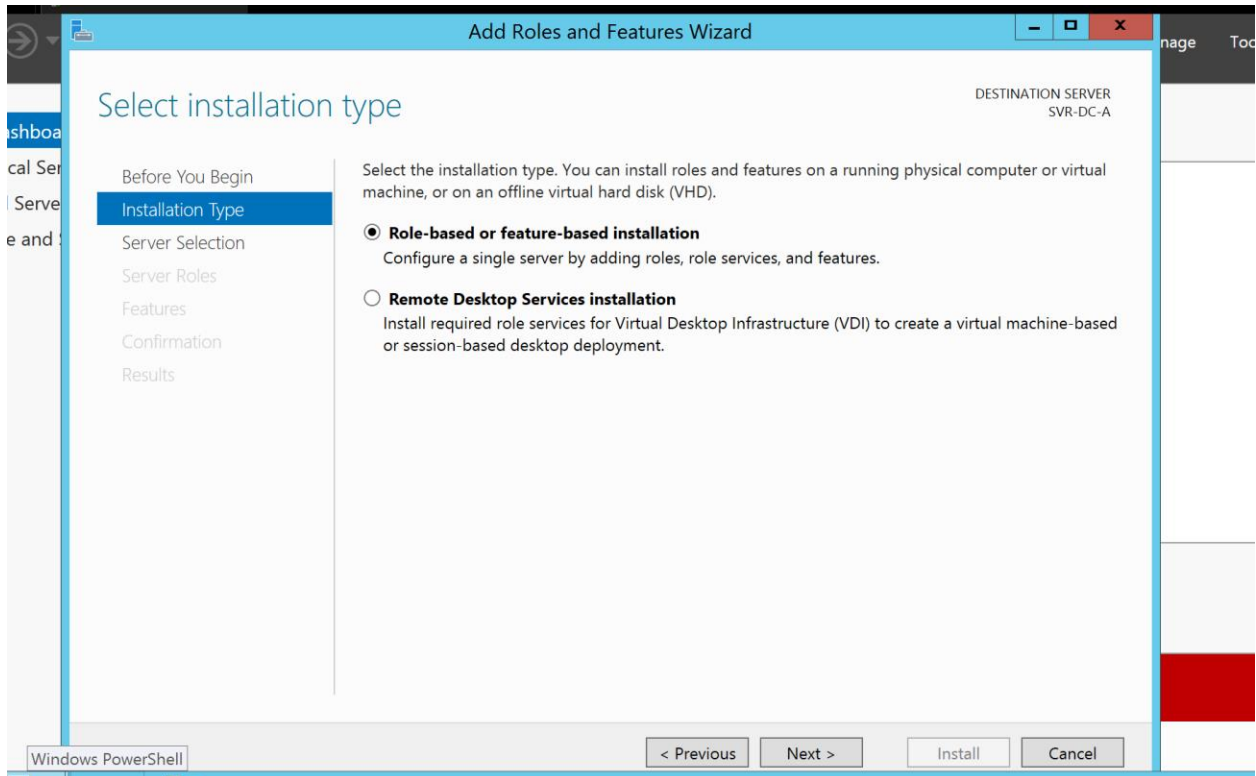 Add Roles and Features Wizard
nage Too
Select installation type
DESTINATION SERVER
SVR-DC-A
ashboa
cal Ser
Serve
e and S
Before You Begin
Installation Type
Server Selection
Server Roles
Features
Confirmation
Results
Select the installation type. You can install roles and features on a running physical computer or virtual
machine, or on an offline virtual hard disk (VHD).
Role-based or feature-based installation
Configure a single server by adding roles, role services, and features.
Remote Desktop Services installation
Install required role services for Virtual Desktop Infrastructure (VDI) to create a virtual machine-based
or session-based desktop deployment.
Windows PowerShell
< Previous
Next >
Install
Cancel